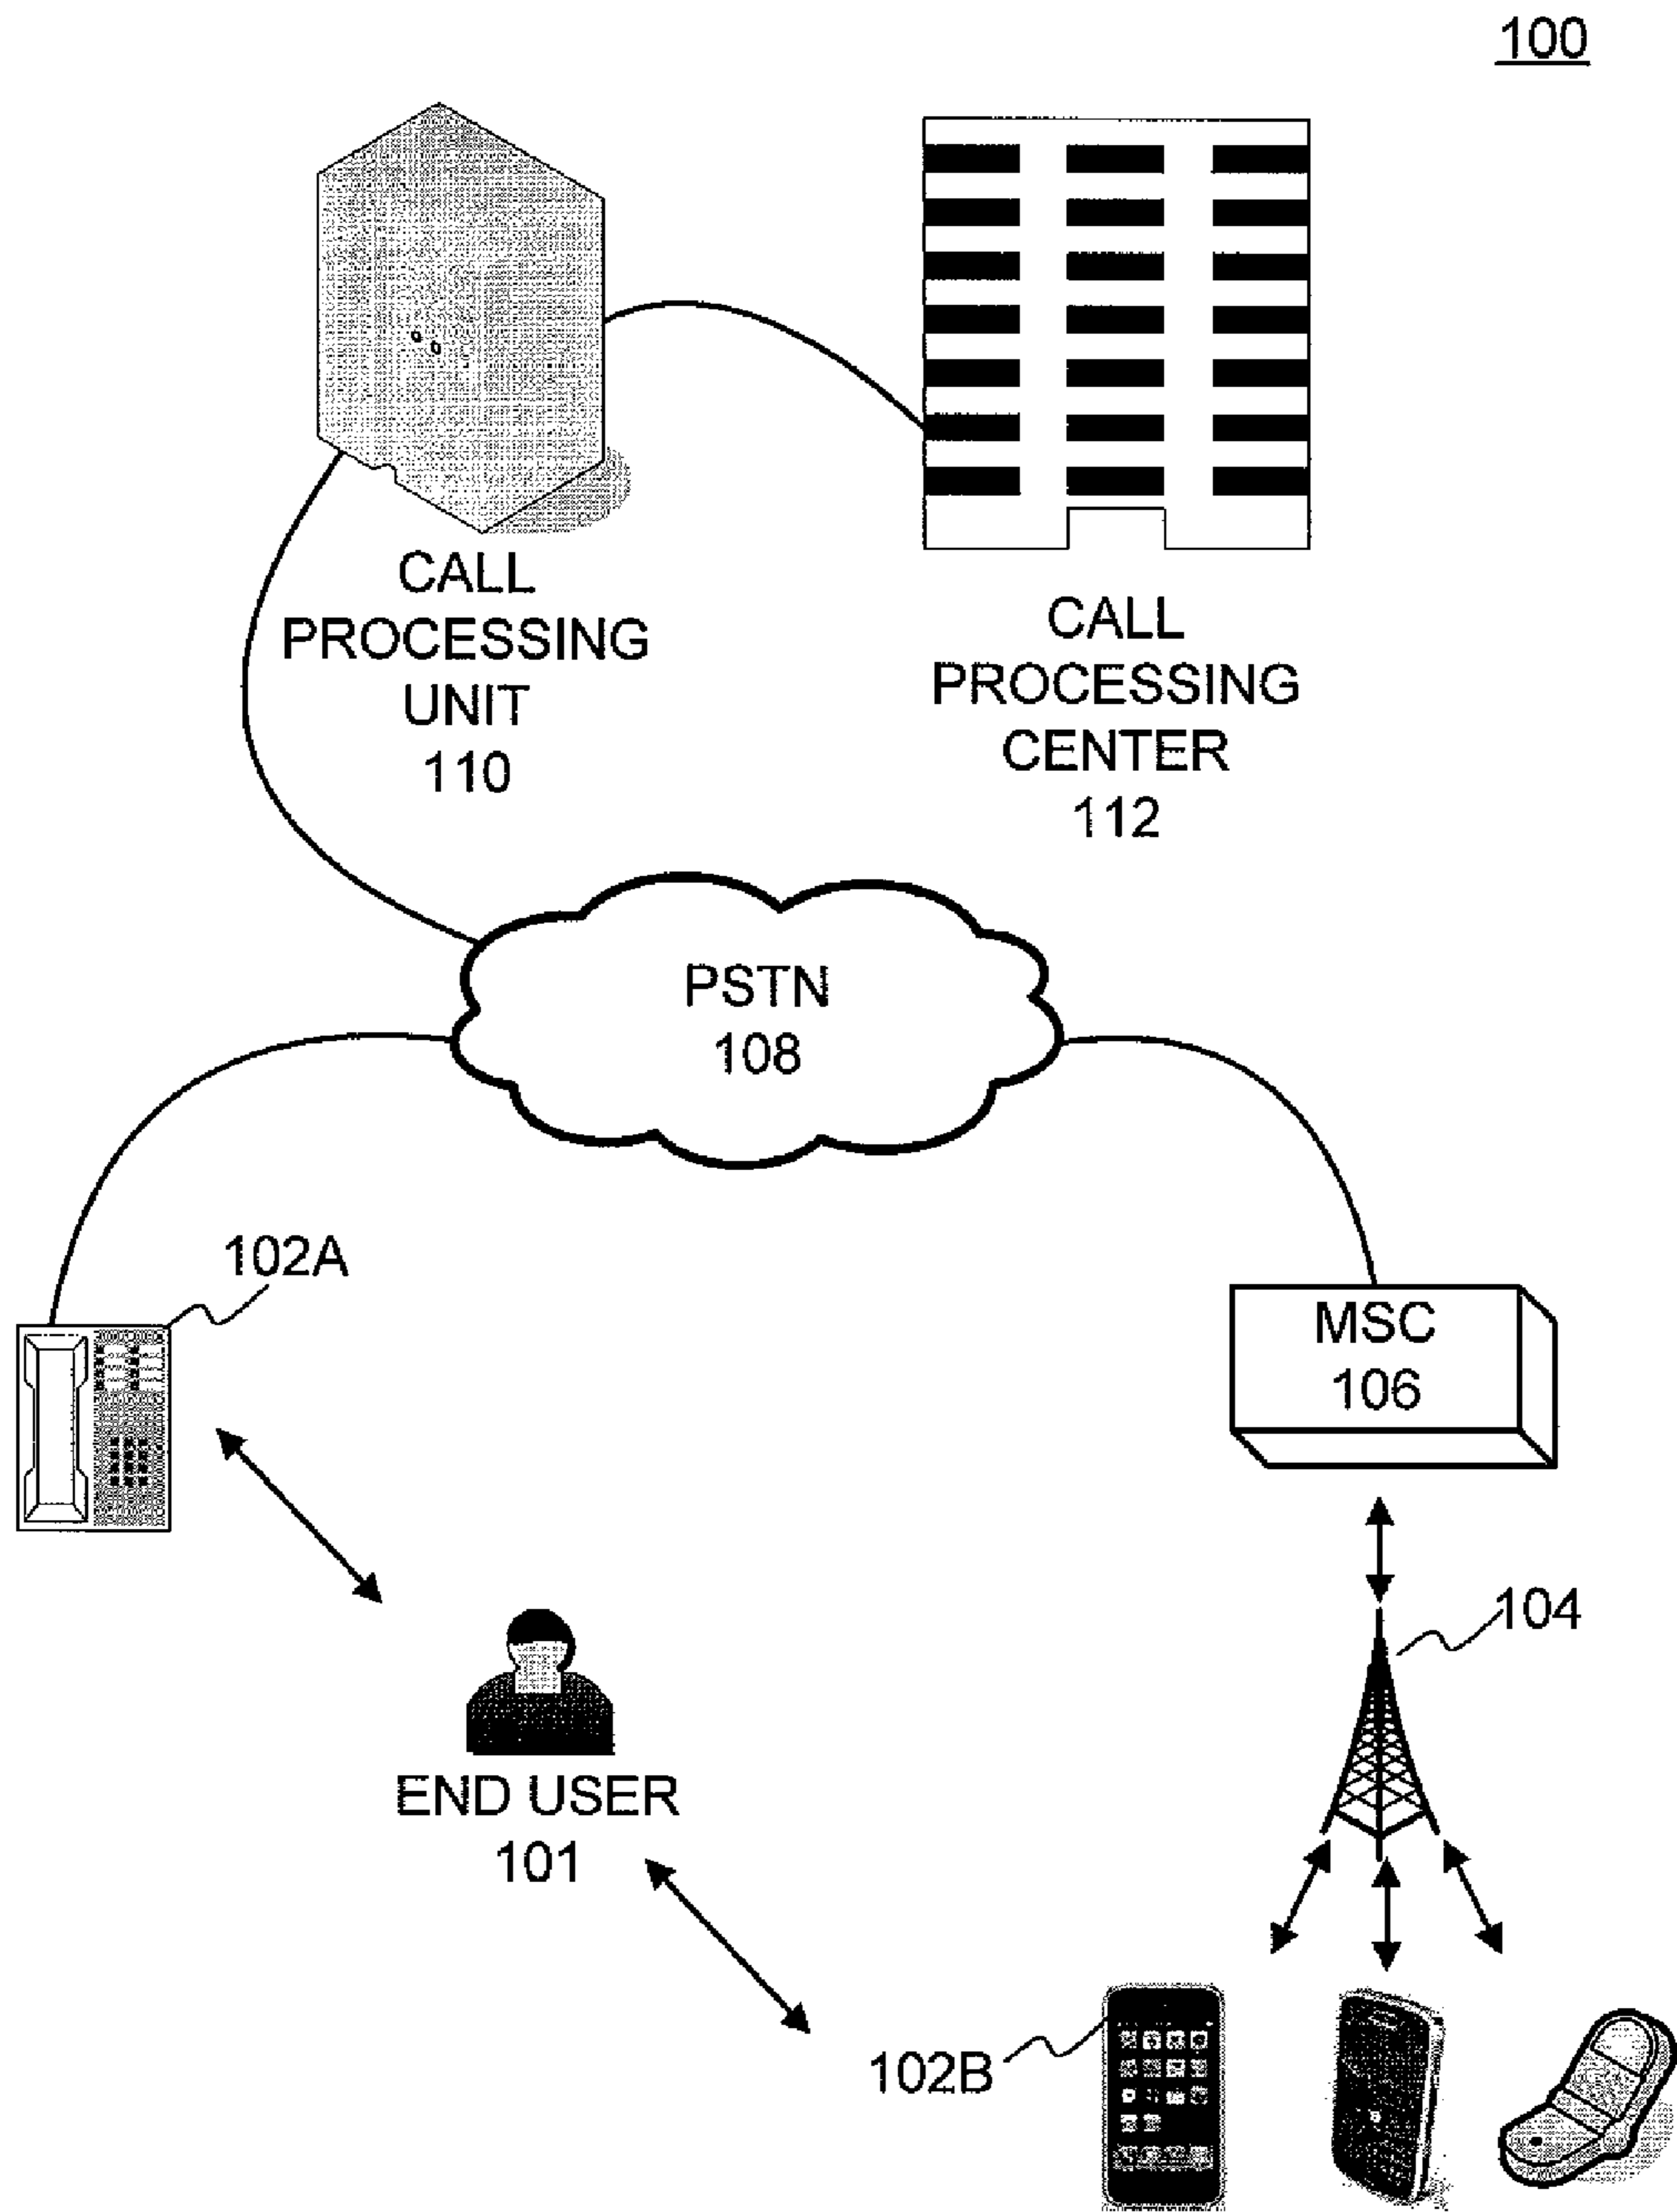 100
CALL
PROCESSING
UNIT
110
CALL
PROCESSING
CENTER
112
PSTN
108
102A
MSC
106
104
END USER
101
102B